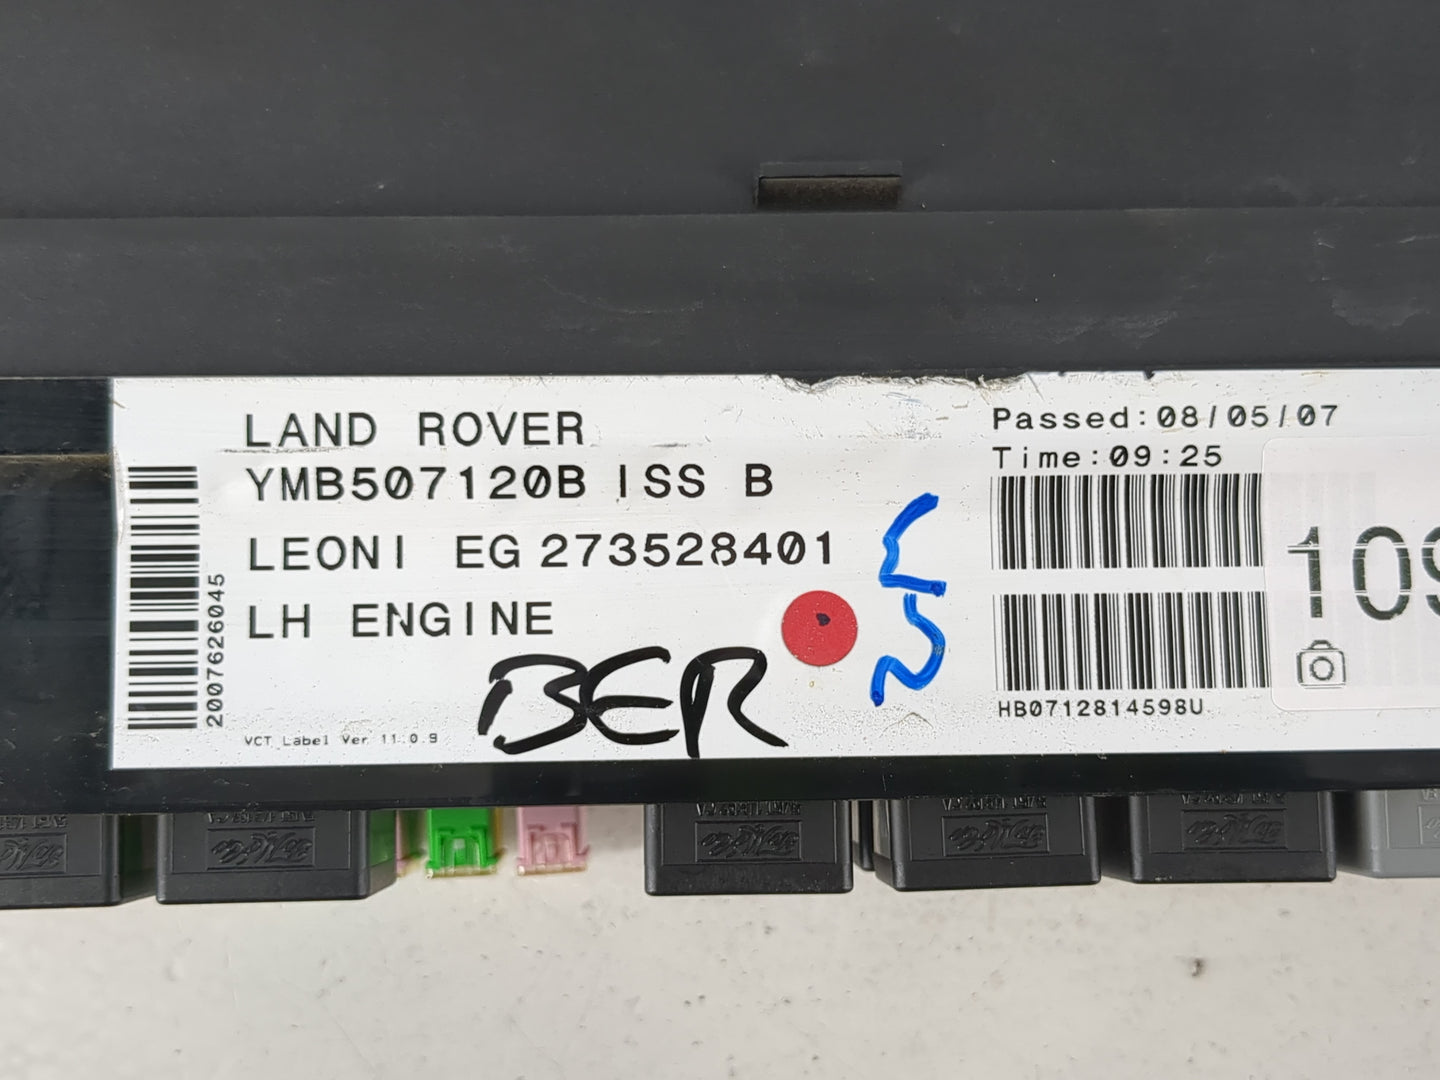 LAND ROVER
YMB507120B ISS B
LEONI EG 273528401
LH ENGINE
BER
VCT Label Ver 11.0.9
2007626045
Passed:08/05/07
Time:09:25
HB0712814598U
109